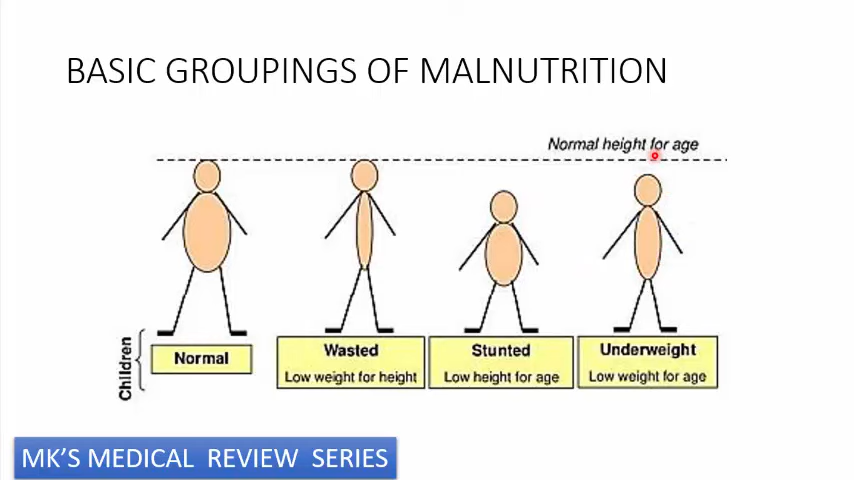 BASIC GROUPINGS OF MALNUTRITION
Normal height for age
Children
Normal
Wasted
Low weight for height
Stunted
Low height for age
Underweight
Low weight for age
MK'S MEDICAL REVIEW SERIES